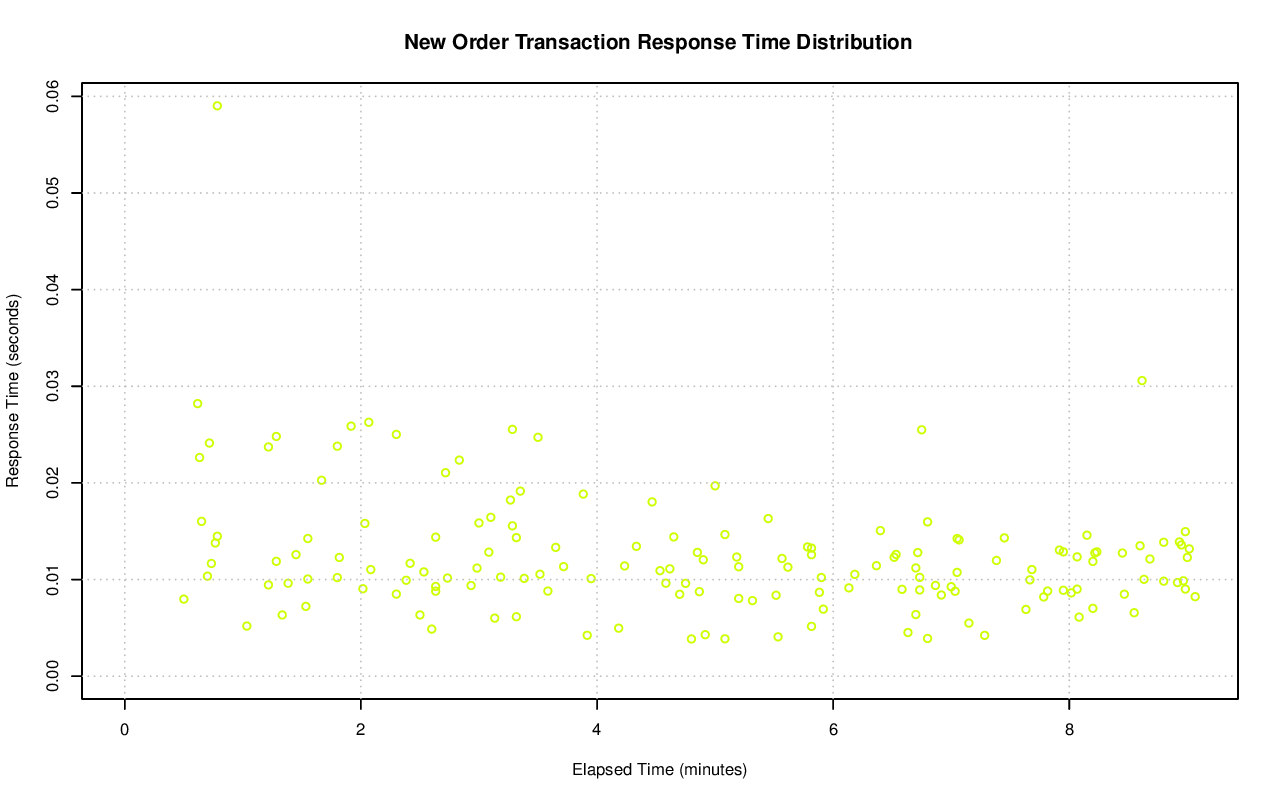 New Order Transaction Response Time Distribution
0.06
0.05
0.04
0.03
0.02
0.01
0.00
Response Time (seconds)
0 2 4 6 8
Elapsed Time (minutes)